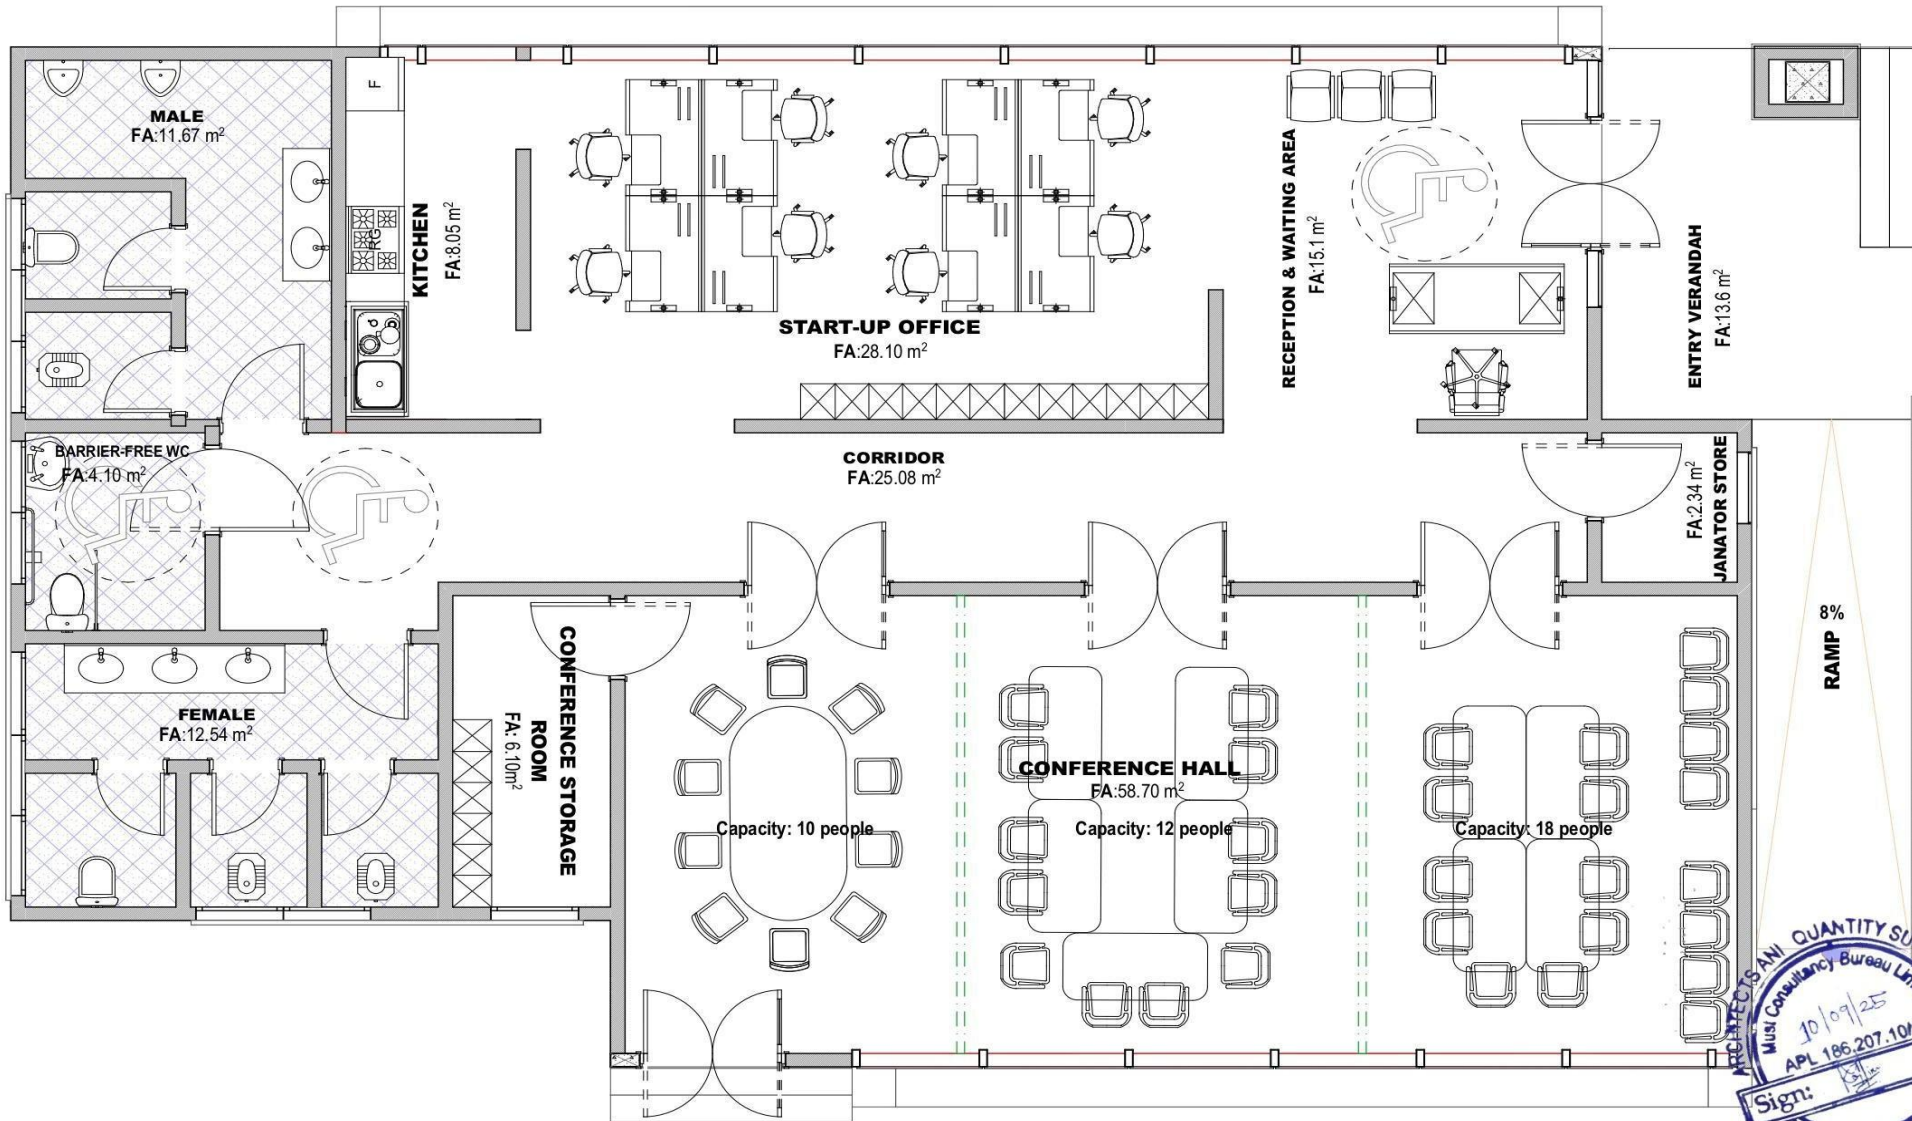 MALE
FA:11.67 m²
F
RG
KITCHEN
FA:8.05 m²
START-UP OFFICE
FA:28.10 m²
RECEPTION & WAITING AREA
FA:15.1 m²
ENTRY VERANDAH
FA:13.6 m²
BARRIER-FREE WC
FA:4.10 m²
CORRIDOR
FA:25.08 m²
JANATOR STORE
FA:2.34 m²
8%
RAMP
FEMALE
FA:12.54 m²
CONFERENCE STORAGE
ROOM
FA: 6.10m²
CONFERENCE HALL
FA:58.70 m²
Capacity: 10 people
Capacity: 12 people
Capacity: 18 people
ARCHITECTS AN QUANTITY SU
Musi Consultancy Bureau Lim
10/09/25
APL 186.207.10
Sign: